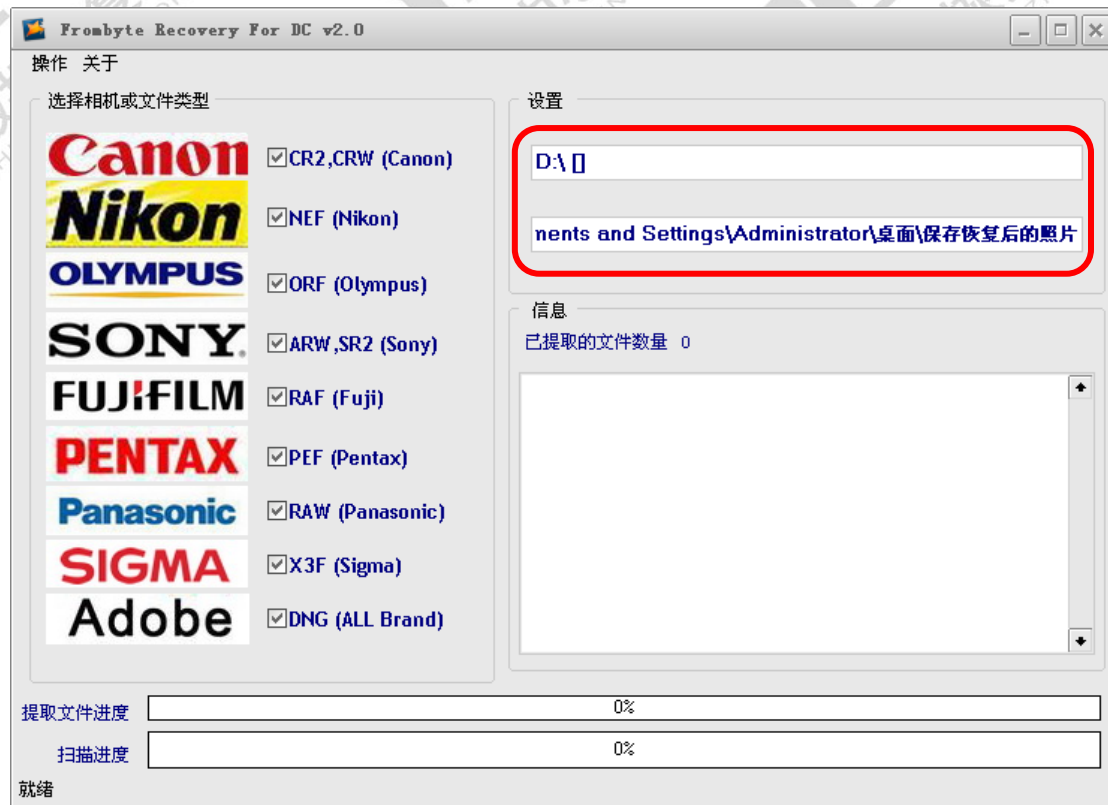 Frombyte Recovery For DC v2.0
操作 关于
选择相机或文件类型
Canon CR2,CRW (Canon)
Nikon NEF (Nikon)
OLYMPUS ORF (Olympus)
SONY ARW,SR2 (Sony)
FUJIFILM RAF (Fuji)
PENTAX PEF (Pentax)
Panasonic RAW (Panasonic)
SIGMA X3F (Sigma)
Adobe DNG (ALL Brand)
设置
D:\ []
nents and Settings\Administrator\桌面\保存恢复后的照片
信息
已提取的文件数量 0
提取文件进度 0%
扫描进度 0%
就绪